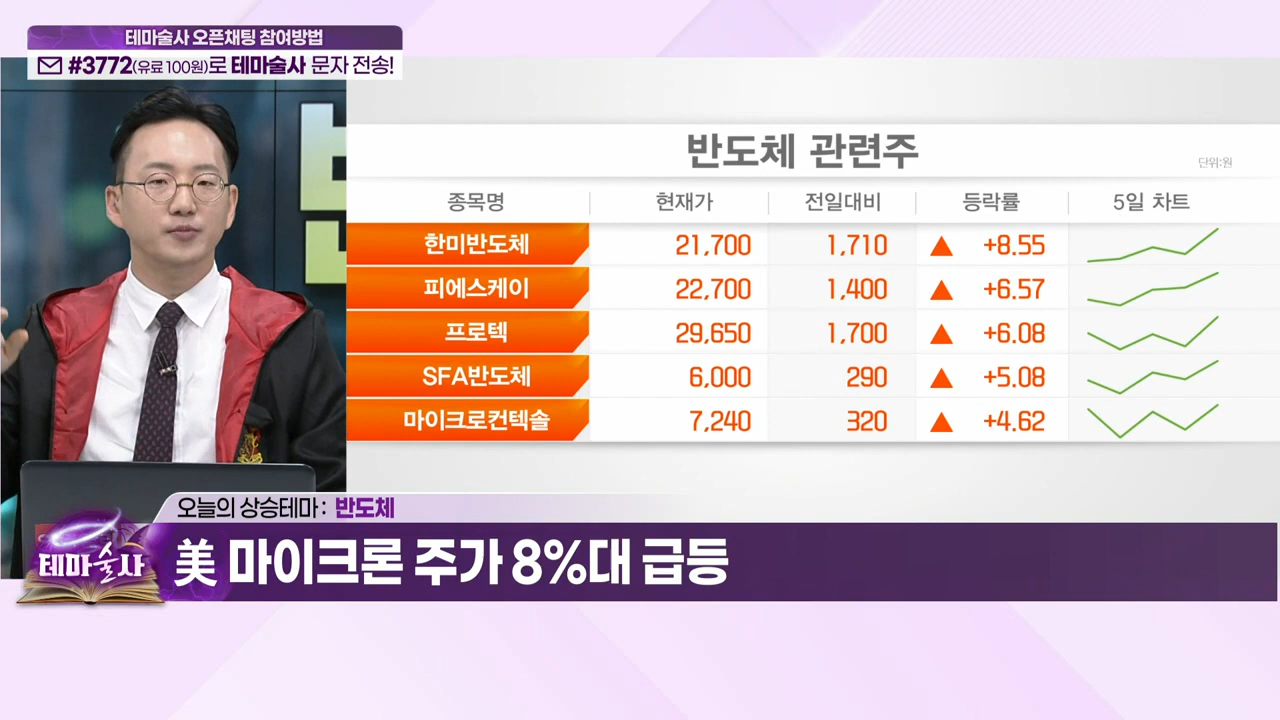 테마술사 오픈채팅 참여방법
#3772(유료 100원)로 테마술사 문자 전송!
반도체 관련주
단위:원
종목명 현재가 전일대비 등락률 5일 차트
한미반도체 21,700 1,710 ▲ +8.55
피에스케이 22,700 1,400 ▲ +6.57
프로텍 29,650 1,700 ▲ +6.08
SFA반도체 6,000 290 ▲ +5.08
마이크로컨텍솔 7,240 320 ▲ +4.62
오늘의 상승테마 : 반도체
테마술사
美 마이크론 주가 8%대 급등